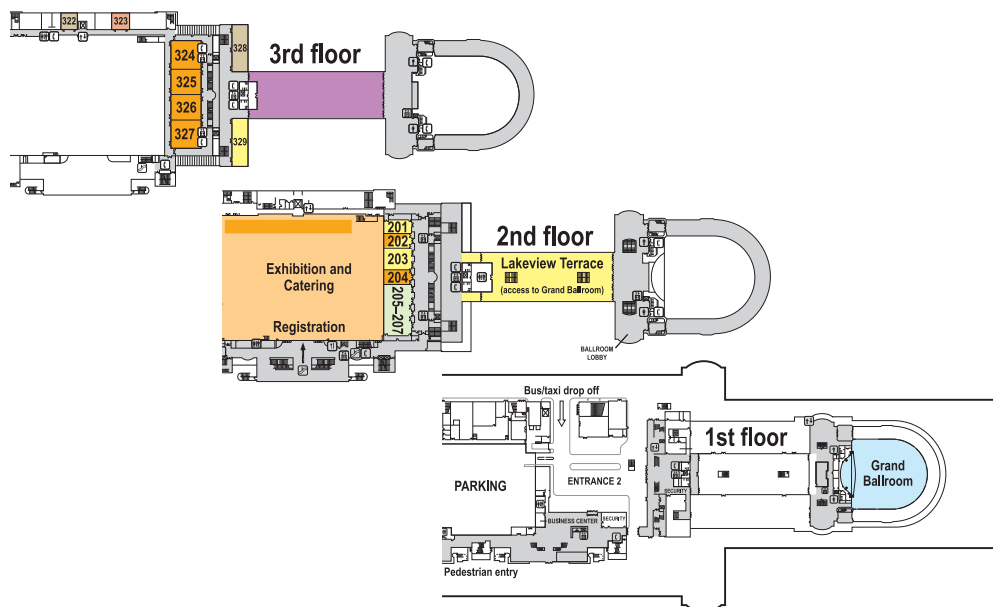 322
323
324
325
326
327
328
329
3rd floor
201
202
203
204
205–207
Exhibition and
Catering
Registration
2nd floor
Lakeview Terrace
(access to Grand Ballroom)
BALLROOM
LOBBY
Bus/taxi drop off
1st floor
PARKING
ENTRANCE 2
SECURITY
Grand
Ballroom
BUSINESS CENTER
SECURITY
Pedestrian entry